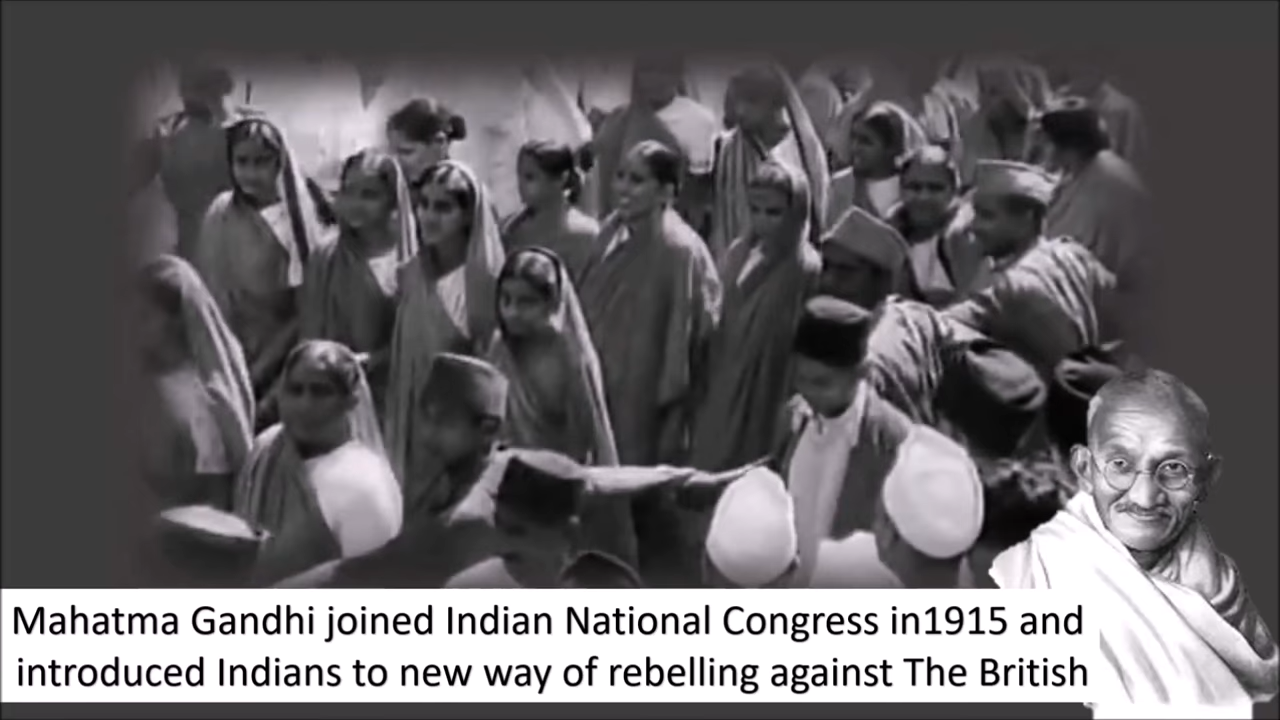 Mahatma Gandhi joined Indian National Congress in1915 and
introduced Indians to new way of rebelling against The British